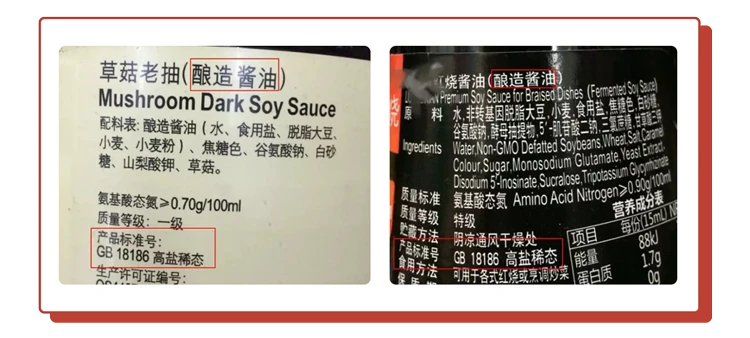 草菇老抽(酿造酱油)
Mushroom Dark Soy Sauce
配料表:酿造酱油(水、食用盐、脱脂大豆、
小麦、小麦粉)、焦糖色、谷氨酸钠、白砂
糖、山梨酸钾、草菇。
氨基酸态氮≥0.70g/100ml
质量等级:一级
产品标准号:
GB 18186 高盐稀态
生产许可证编号:
烧
红烧酱油(酿造酱油)
Premium Soy Sauce for Braised Dishes (Fermented Soy Sauce)
原 料 水,非转基因脱脂大豆,小麦,食用盐,焦糖色,白砂糖,
谷氨酸钠,酵母抽提物,5'-肌苷酸二钠,三氯蔗糖,甘草酸三钾
Ingredients Water,Non-GMO Defatted Soybeans,Wheat,Salt,Caramel
Colour,Sugar,Monosodium Glutamate,Yeast Extract,
Disodium 5'-Inosinate,Sucralose,Tripotassium Glycyrrhinate
质量标准 氨基酸态氮 Amino Acid Nitrogen≥0.90g/100ml
质量等级 特级
贮藏方法 阴凉通风干燥处
产品标准号 GB 18186 高盐稀态
食用方法 可用于各式红烧或烹调炒菜
营养成分表
项目 每份(15mL)
能量 88kJ
蛋白质 1.7g
0g